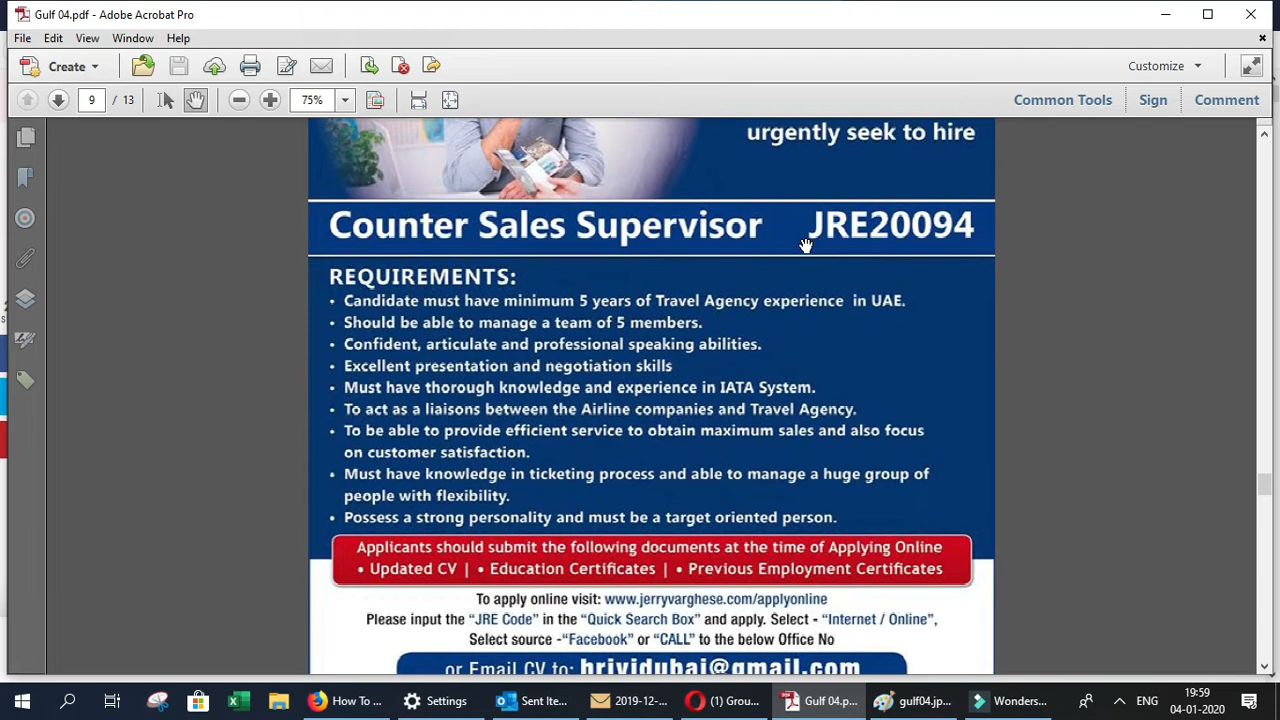 Gulf 04.pdf - Adobe Acrobat Pro
File Edit View Window Help
Create Customize
9 / 13 75% Common Tools Sign Comment
urgently seek to hire
Counter Sales Supervisor JRE20094
REQUIREMENTS:
• Candidate must have minimum 5 years of Travel Agency experience in UAE.
• Should be able to manage a team of 5 members.
• Confident, articulate and professional speaking abilities.
• Excellent presentation and negotiation skills
• Must have thorough knowledge and experience in IATA System.
• To act as a liaisons between the Airline companies and Travel Agency.
• To be able to provide efficient service to obtain maximum sales and also focus
on customer satisfaction.
• Must have knowledge in ticketing process and able to manage a huge group of
people with flexibility.
• Possess a strong personality and must be a target oriented person.
Applicants should submit the following documents at the time of Applying Online
• Updated CV | • Education Certificates | • Previous Employment Certificates
To apply online visit: www.jerryvarghese.com/applyonline
Please input the "JRE Code" in the "Quick Search Box" and apply. Select - "Internet / Online",
Select source -"Facebook" or "CALL" to the below Office No
or Email CV to: hrjvidubai@gmail.com
How To ... Settings Sent Ite... 2019-12-... (1) Grou... Gulf 04.p... gulf04.jp... Wonders... ENG 19:59
04-01-2020